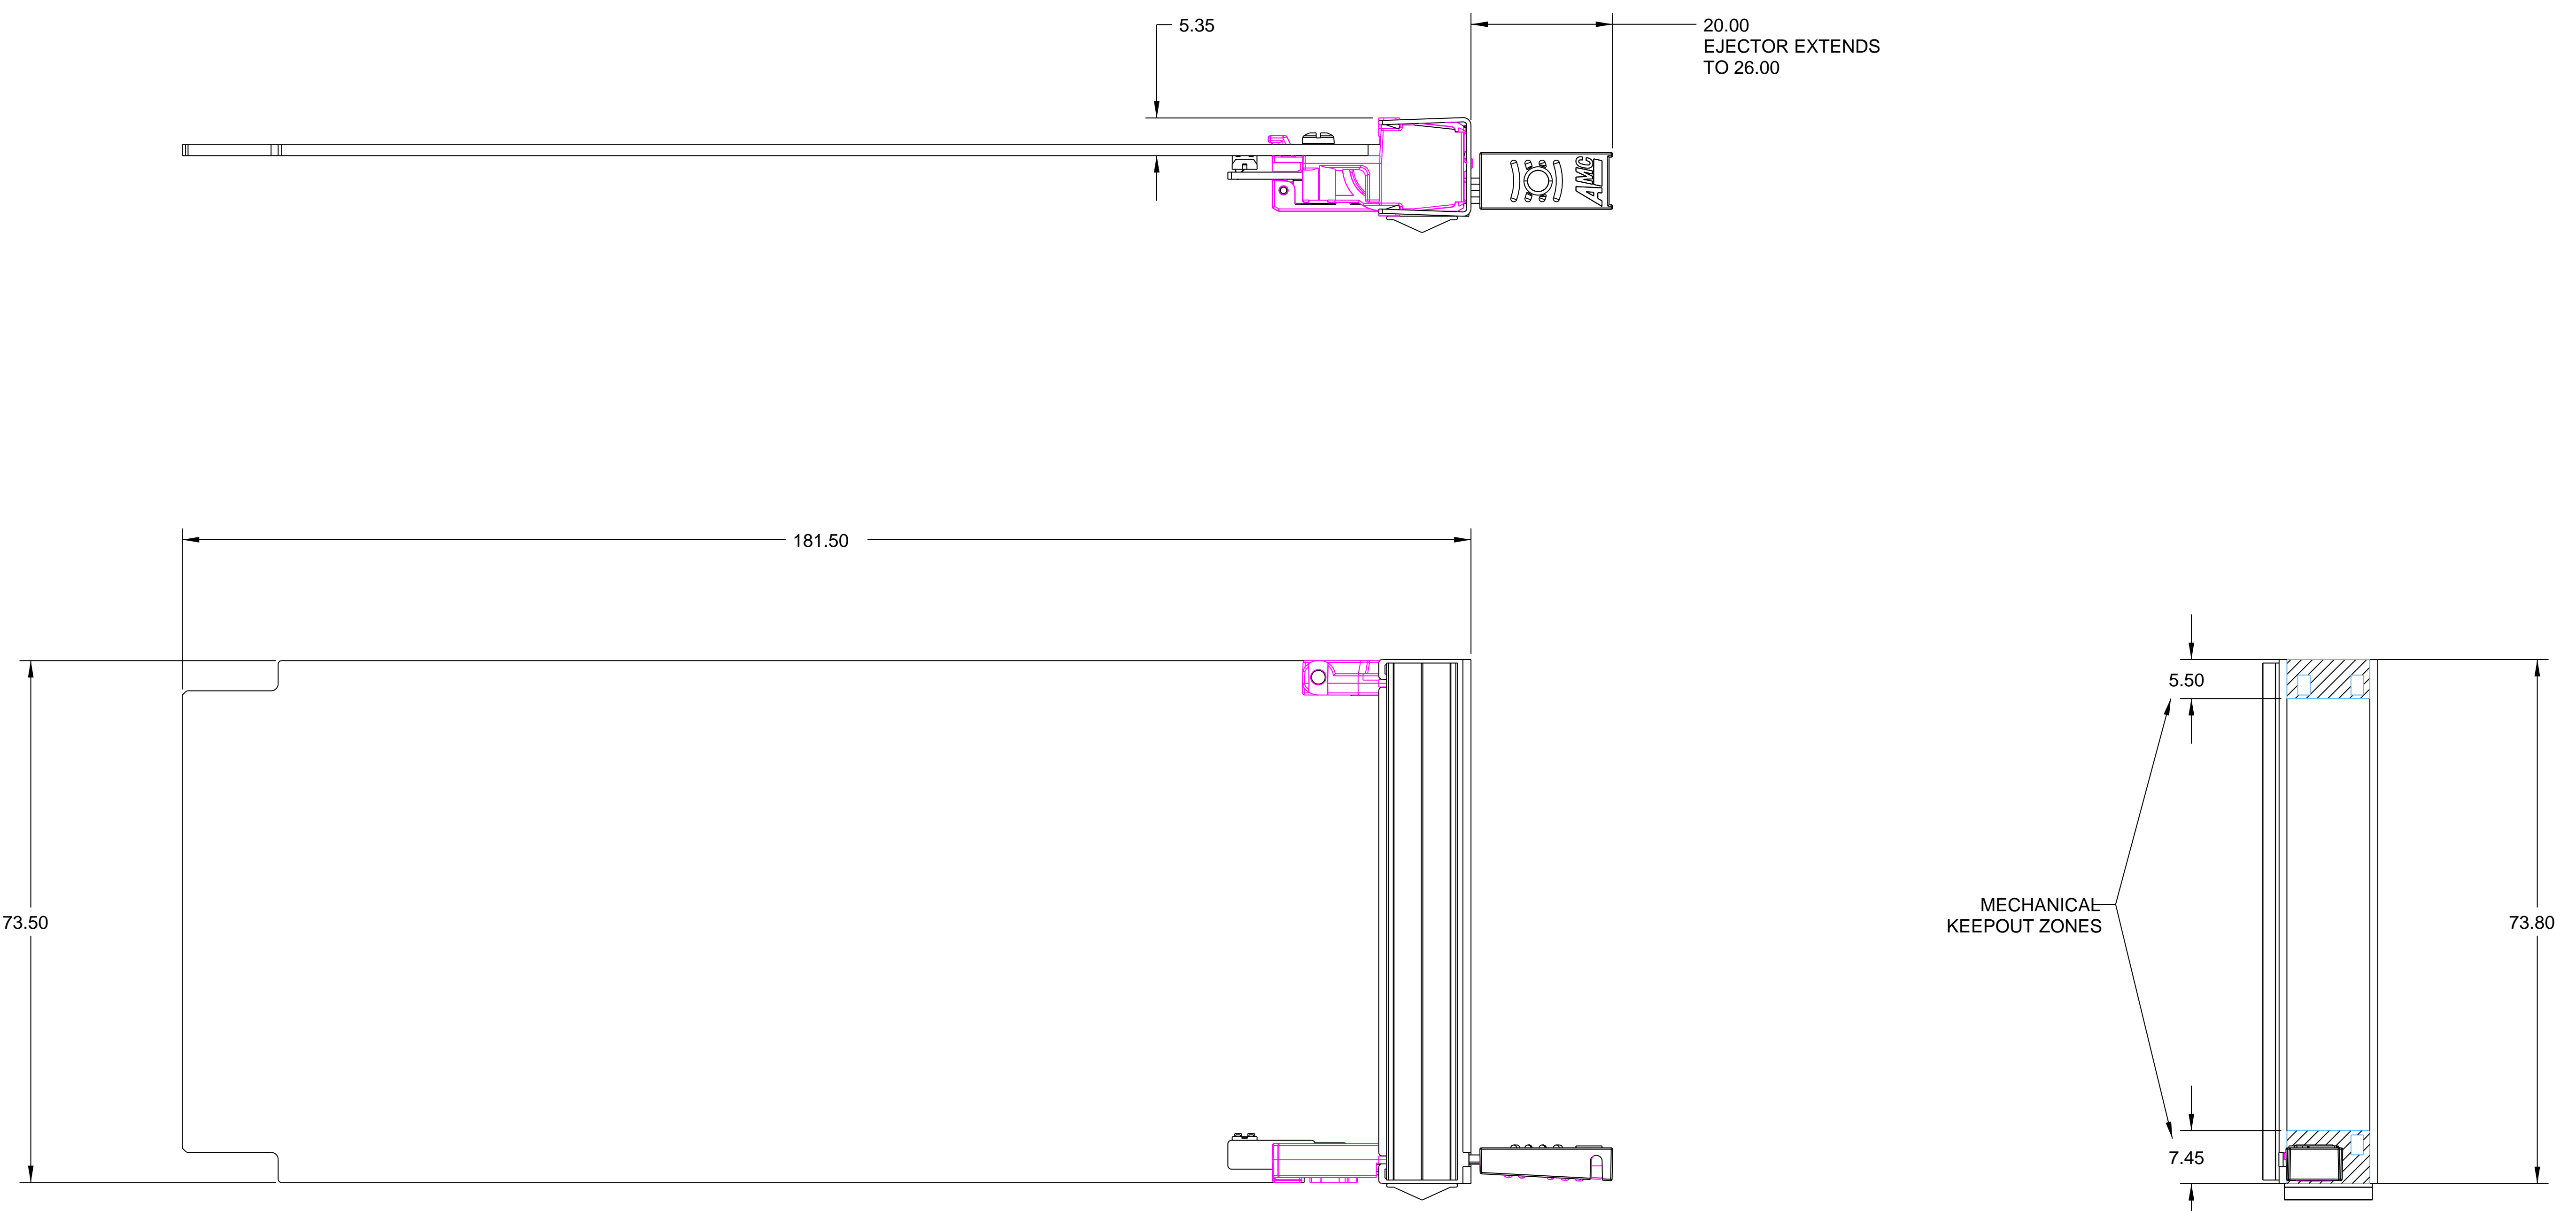 5.35
20.00
EJECTOR EXTENDS
TO 26.00
AMC
181.50
73.50
5.50
MECHANICAL
KEEPOUT ZONES
73.80
7.45